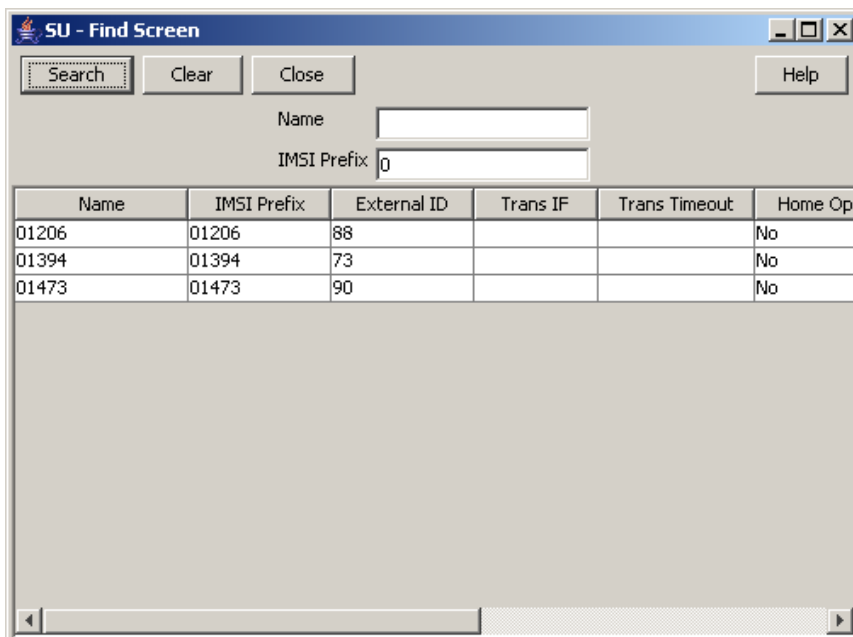 SU - Find Screen
Search Clear Close Help
Name
IMSI Prefix 0
Name IMSI Prefix External ID Trans IF Trans Timeout Home Op
01206 01206 88 No
01394 01394 73 No
01473 01473 90 No